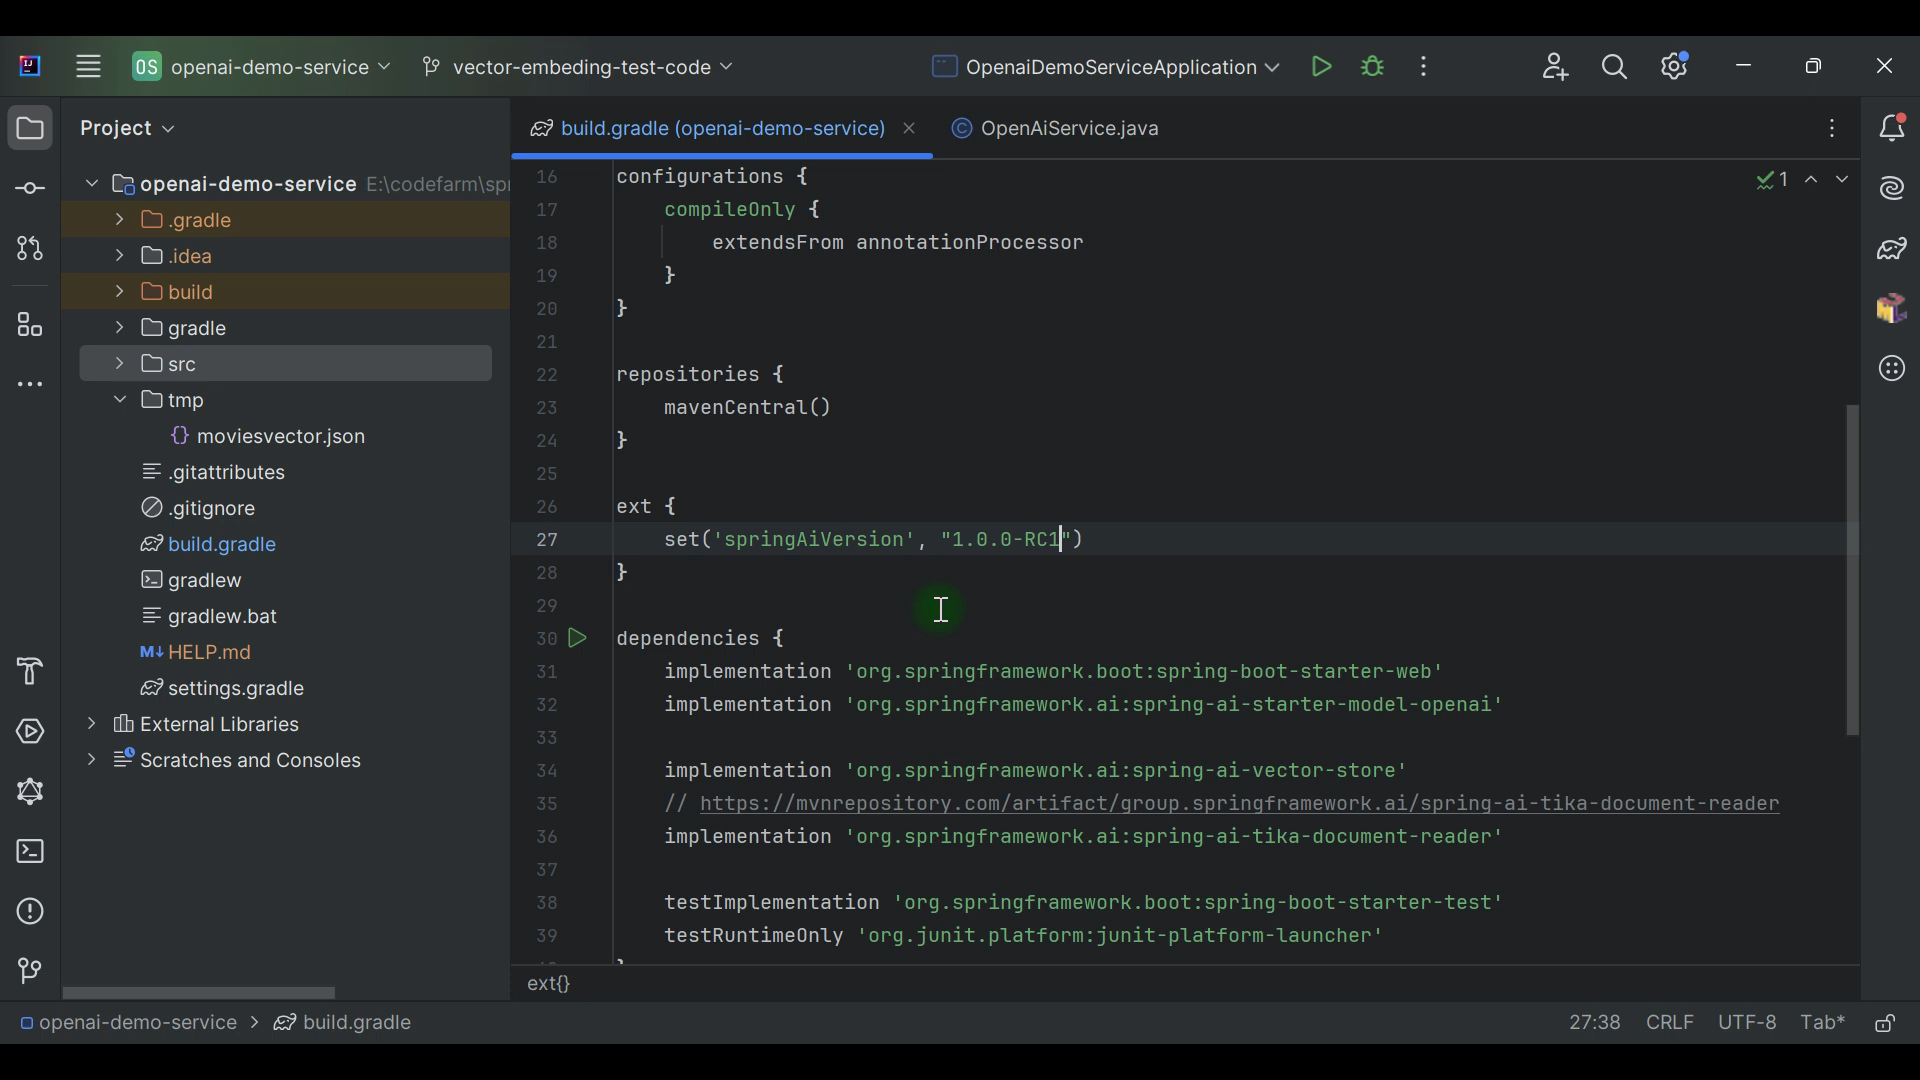 OS openai-demo-service vector-embeding-test-code OpenaiDemoServiceApplication
Project
build.gradle (openai-demo-service) OpenAiService.java
openai-demo-service E:\codefarm\spr
.gradle
.idea
build
gradle
src
tmp
{} moviesvector.json
.gitattributes
.gitignore
build.gradle
gradlew
gradlew.bat
M↓ HELP.md
settings.gradle
External Libraries
Scratches and Consoles
1
16 configurations {
17 compileOnly {
18 extendsFrom annotationProcessor
19 }
20 }
21
22 repositories {
23 mavenCentral()
24 }
25
26 ext {
27 set('springAiVersion', "1.0.0-RC1")
28 }
29
30 dependencies {
31 implementation 'org.springframework.boot:spring-boot-starter-web'
32 implementation 'org.springframework.ai:spring-ai-starter-model-openai'
33
34 implementation 'org.springframework.ai:spring-ai-vector-store'
35 // https://mvnrepository.com/artifact/group.springframework.ai/spring-ai-tika-document-reader
36 implementation 'org.springframework.ai:spring-ai-tika-document-reader'
37
38 testImplementation 'org.springframework.boot:spring-boot-starter-test'
39 testRuntimeOnly 'org.junit.platform:junit-platform-launcher'
ext{}
openai-demo-service > build.gradle 27:38 CRLF UTF-8 Tab*